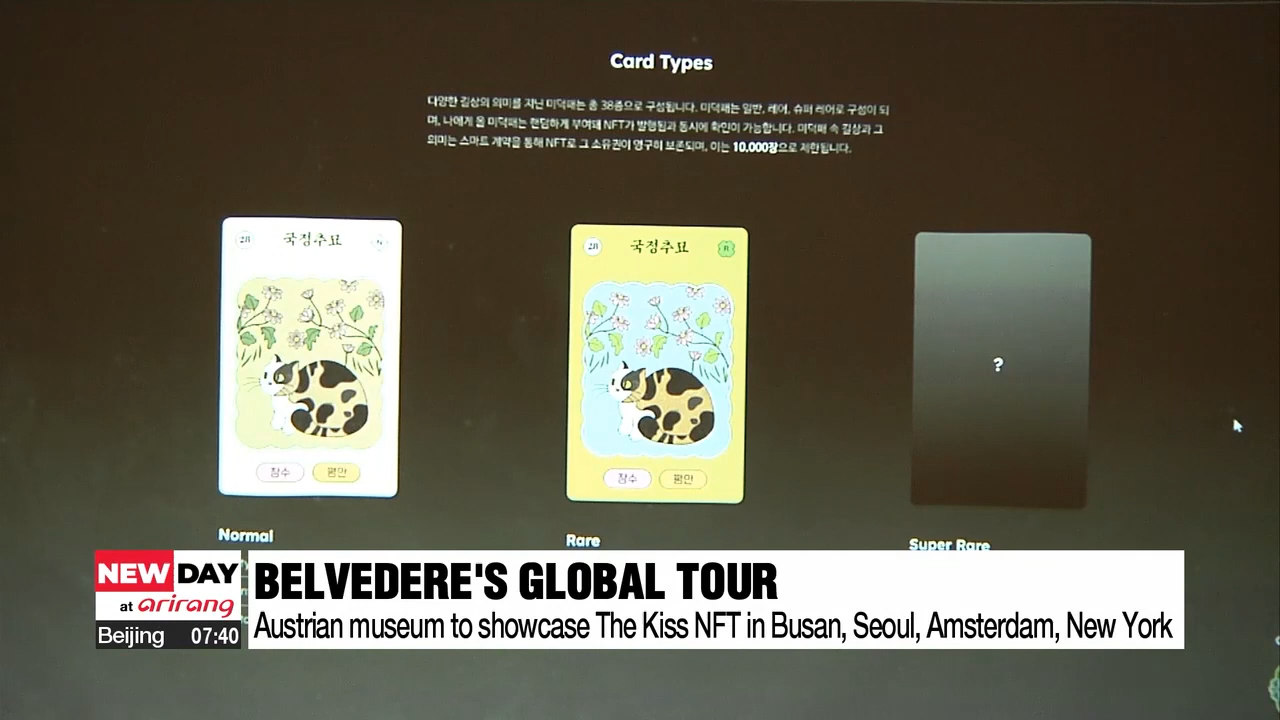 Card Types
다양한 길상의 의미를 지닌 미덕패는 총 38종으로 구성됩니다. 미덕패는 일반, 레어, 슈퍼 레어로 구성이 되
며, 나에게 올 미덕패는 랜덤하게 부여돼 NFT가 발행됨과 동시에 확인이 가능합니다. 미덕패 속 길상과 그
의미는 스마트 계약을 통해 NFT로 그 소유권이 영구히 보존되며, 이는 10,000장으로 제한됩니다.
28 국정추묘 N
28 국정추묘 R
?
장수 평안
장수 평안
Normal
Rare
Super Rare
NEW DAY
at arirang
Beijing 07:40
BELVEDERE'S GLOBAL TOUR
Austrian museum to showcase The Kiss NFT in Busan, Seoul, Amsterdam, New York